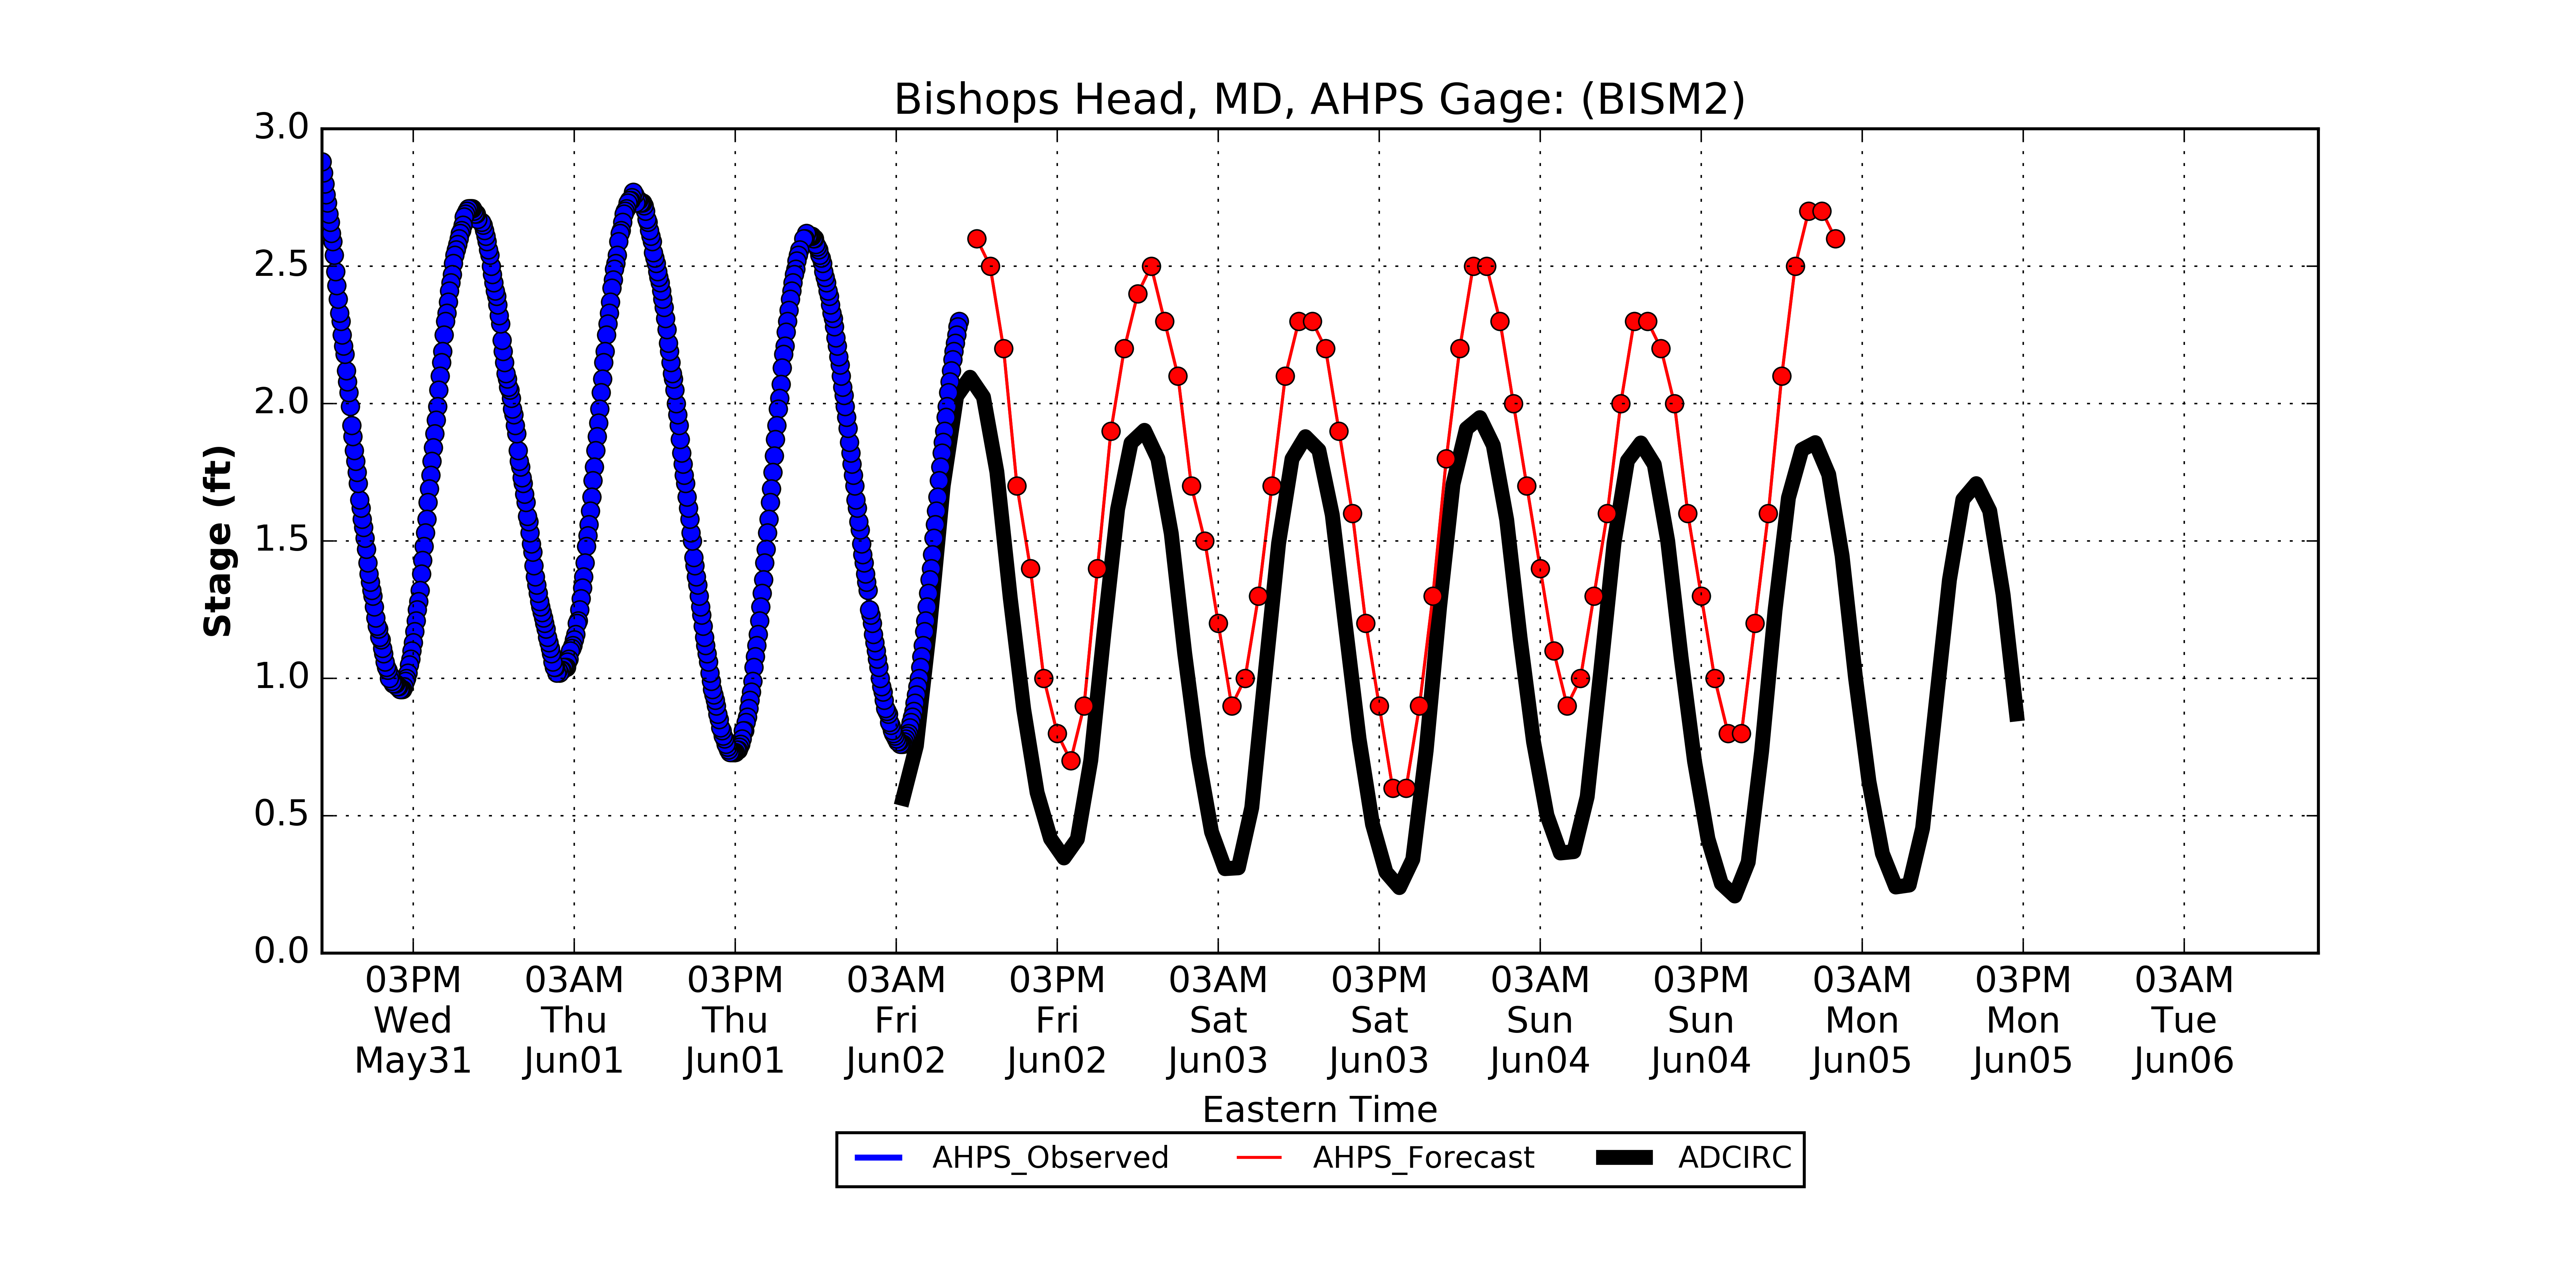 Bishops Head, MD, AHPS Gage: (BISM2)
3.0
2.5
2.0
1.5
1.0
0.5
0.0
Stage (ft)
03PM 03AM 03PM 03AM 03PM 03AM 03PM 03AM 03PM 03AM 03PM 03AM
Wed Thu Thu Fri Fri Sat Sat Sun Sun Mon Mon Tue
May31 Jun01 Jun01 Jun02 Jun02 Jun03 Jun03 Jun04 Jun04 Jun05 Jun05 Jun06
Eastern Time
AHPS_Observed AHPS_Forecast ADCIRC